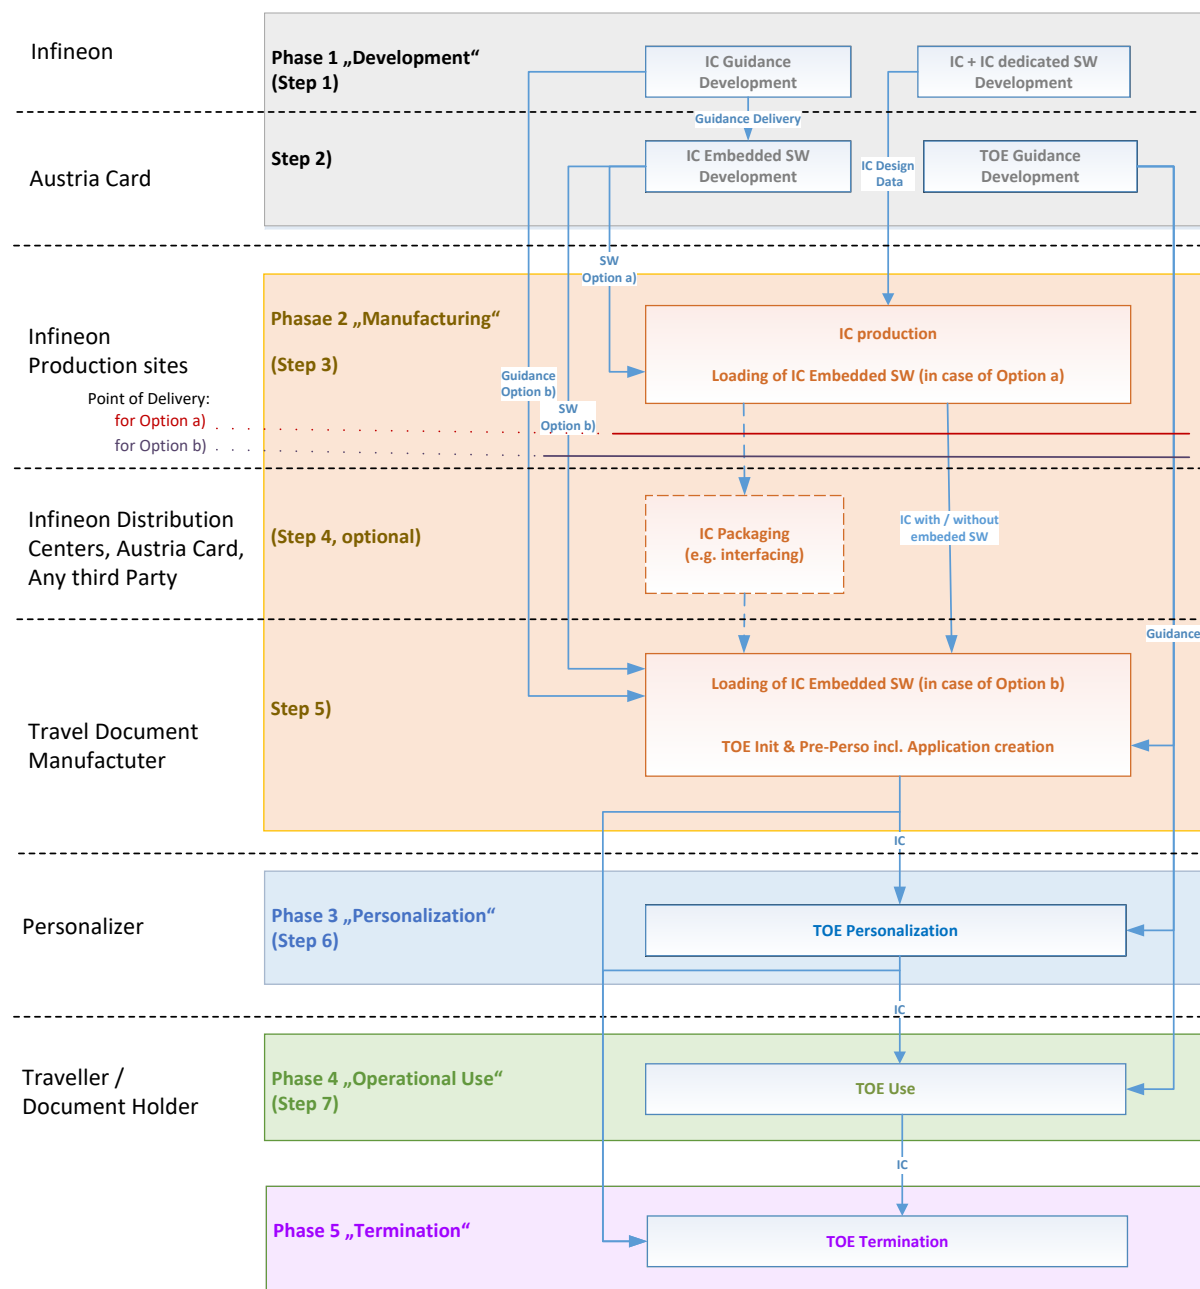 Infineon
Phase 1 „Development“
(Step 1)
IC Guidance
Development
IC + IC dedicated SW
Development
Guidance Delivery
Austria Card
Step 2)
IC Embedded SW
Development
IC Design
Data
TOE Guidance
Development
SW
Option a)
Infineon
Production sites
Phasae 2 „Manufacturing“
(Step 3)
IC production
Loading of IC Embedded SW (in case of Option a)
Guidance
Option b)
SW
Option b)
Point of Delivery:
for Option a)
for Option b)
Infineon Distribution
Centers, Austria Card,
Any third Party
(Step 4, optional)
IC Packaging
(e.g. interfacing)
IC with / without
embeded SW
Guidance
Travel Document
Manufactuter
Step 5)
Loading of IC Embedded SW (in case of Option b)
TOE Init & Pre-Perso incl. Application creation
IC
Personalizer
Phase 3 „Personalization“
(Step 6)
TOE Personalization
IC
Traveller /
Document Holder
Phase 4 „Operational Use“
(Step 7)
TOE Use
IC
Phase 5 „Termination“
TOE Termination